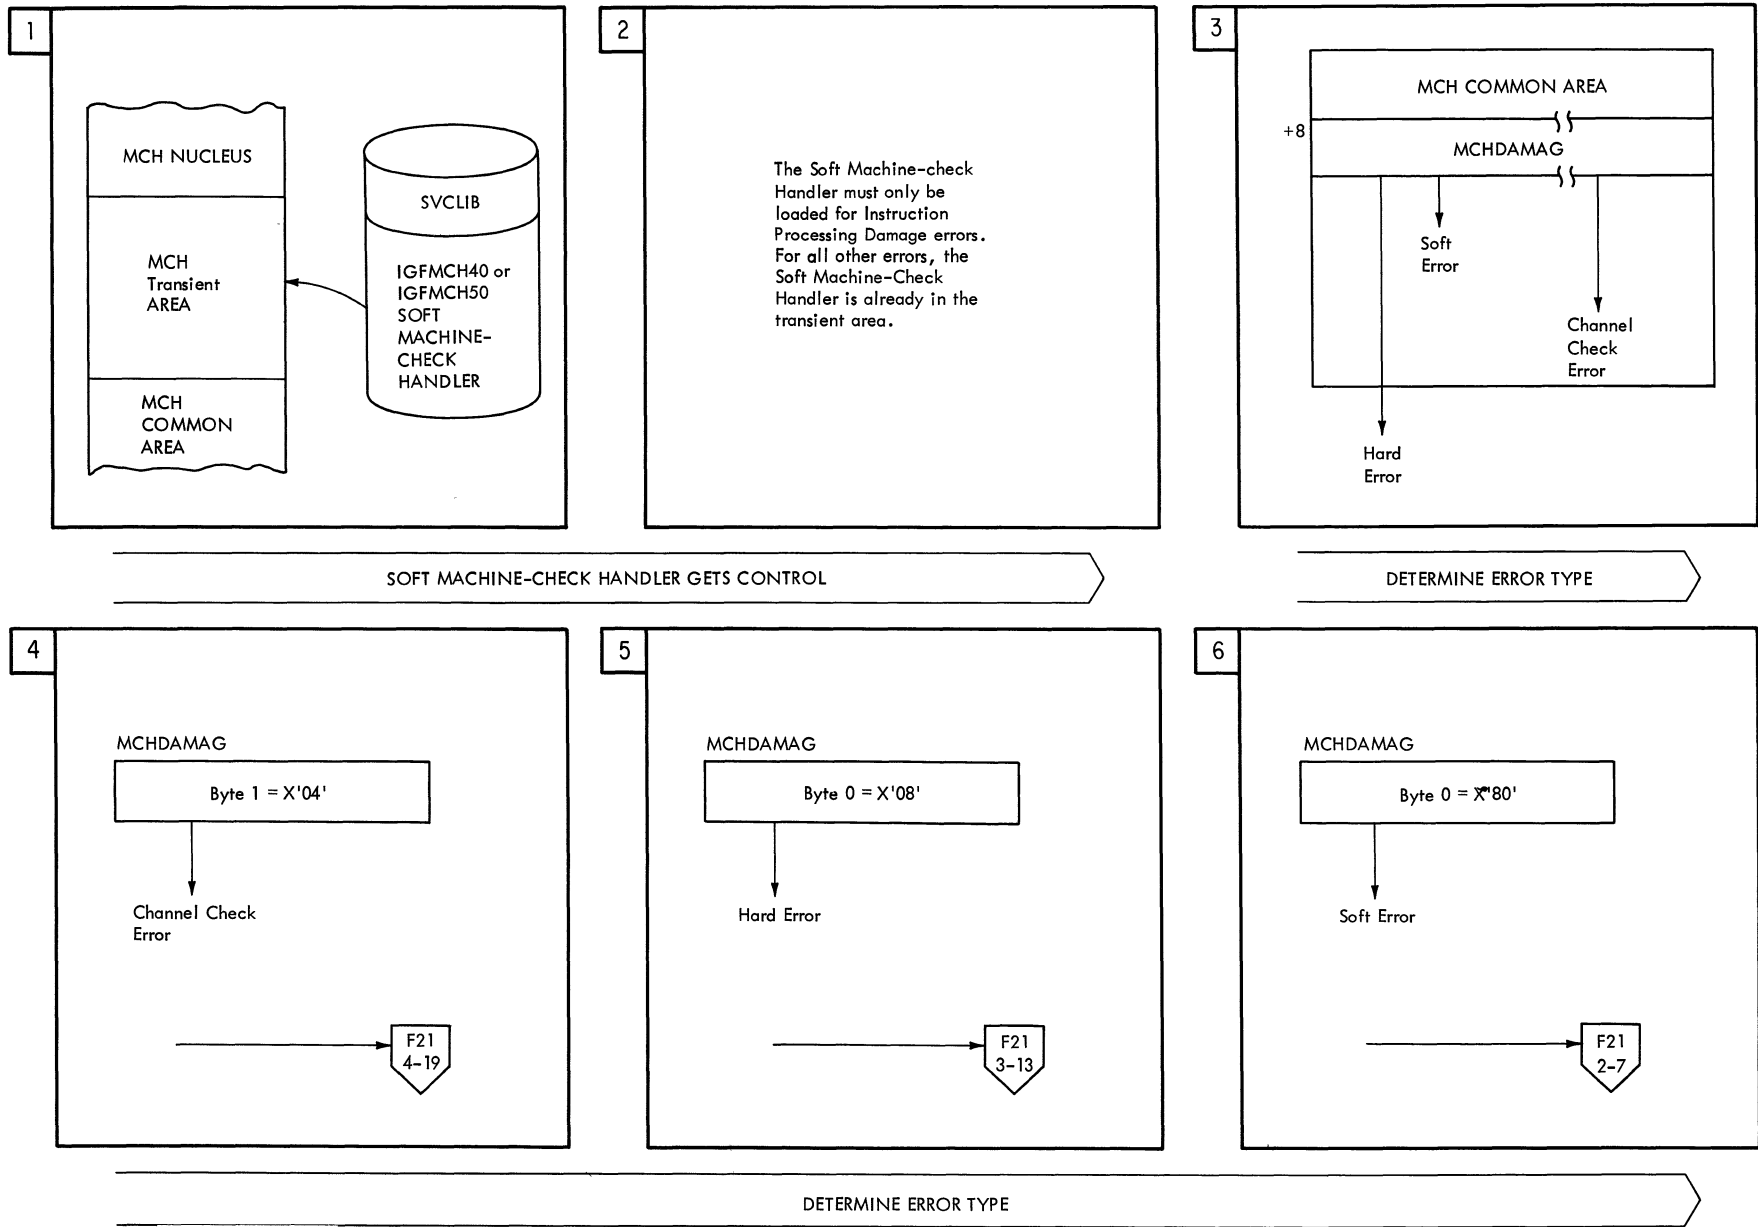 1
MCH NUCLEUS
MCH
Transient
AREA
MCH
COMMON
AREA
SVCLIB
IGFMCH40 or
IGFMCH50
SOFT
MACHINE-
CHECK
HANDLER
2
The Soft Machine-check
Handler must only be
loaded for Instruction
Processing Damage errors.
For all other errors, the
Soft Machine-Check
Handler is already in the
transient area.
3
MCH COMMON AREA
+8
MCHDAMAG
Soft
Error
Channel
Check
Error
Hard
Error
SOFT MACHINE-CHECK HANDLER GETS CONTROL
DETERMINE ERROR TYPE
4
MCHDAMAG
Byte 1 = X'04'
Channel Check
Error
F21
4-19
5
MCHDAMAG
Byte 0 = X'08'
Hard Error
F21
3-13
6
MCHDAMAG
Byte 0 = X'80'
Soft Error
F21
2-7
DETERMINE ERROR TYPE